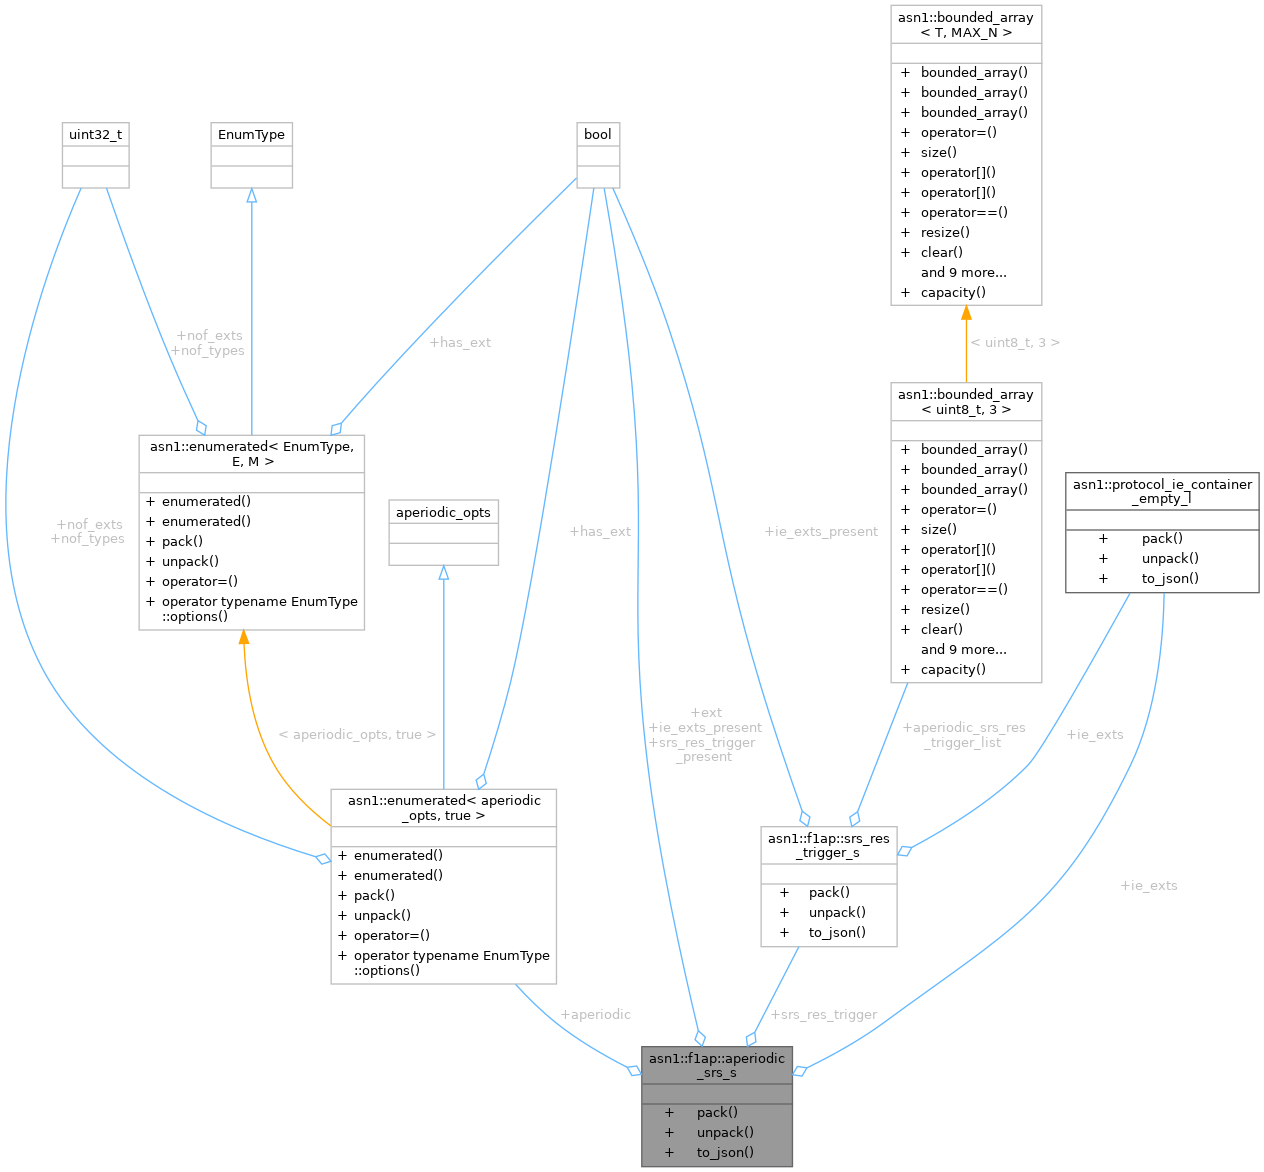 asn1::bounded_array
< T, MAX_N >
+ bounded_array()
+ bounded_array()
+ bounded_array()
+ operator=()
+ size()
+ operator[]()
+ operator[]()
+ operator==()
+ resize()
+ clear()
and 9 more...
+ capacity()
uint32_t
EnumType
bool
+nof_exts
+nof_types
+has_ext
< uint8_t, 3 >
asn1::bounded_array
< uint8_t, 3 >
+ bounded_array()
+ bounded_array()
+ bounded_array()
+ operator=()
+ size()
+ operator[]()
+ operator[]()
+ operator==()
+ resize()
+ clear()
and 9 more...
+ capacity()
asn1::enumerated< EnumType,
E, M >
+ enumerated()
+ enumerated()
+ pack()
+ unpack()
+ operator=()
+ operator typename EnumType
::options()
aperiodic_opts
asn1::protocol_ie_container
_empty_l
+ pack()
+ unpack()
+ to_json()
+nof_exts
+nof_types
+has_ext
+ie_exts_present
< aperiodic_opts, true >
+ext
+ie_exts_present
+srs_res_trigger
_present
+aperiodic_srs_res
_trigger_list
+ie_exts
asn1::enumerated< aperiodic
_opts, true >
+ enumerated()
+ enumerated()
+ pack()
+ unpack()
+ operator=()
+ operator typename EnumType
::options()
asn1::f1ap::srs_res
_trigger_s
+ pack()
+ unpack()
+ to_json()
+ie_exts
+aperiodic
+srs_res_trigger
asn1::f1ap::aperiodic
_srs_s
+ pack()
+ unpack()
+ to_json()